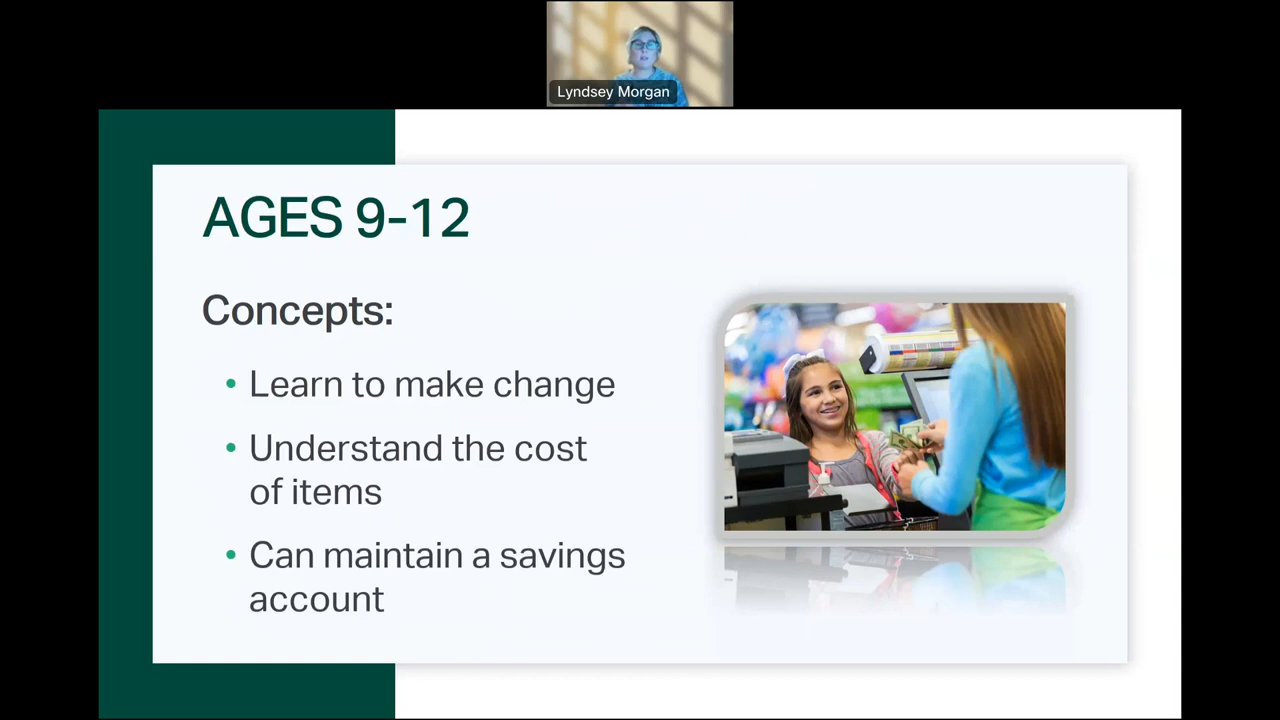 Lyndsey Morgan
AGES 9-12
Concepts:
• Learn to make change
• Understand the cost
of items
• Can maintain a savings
account